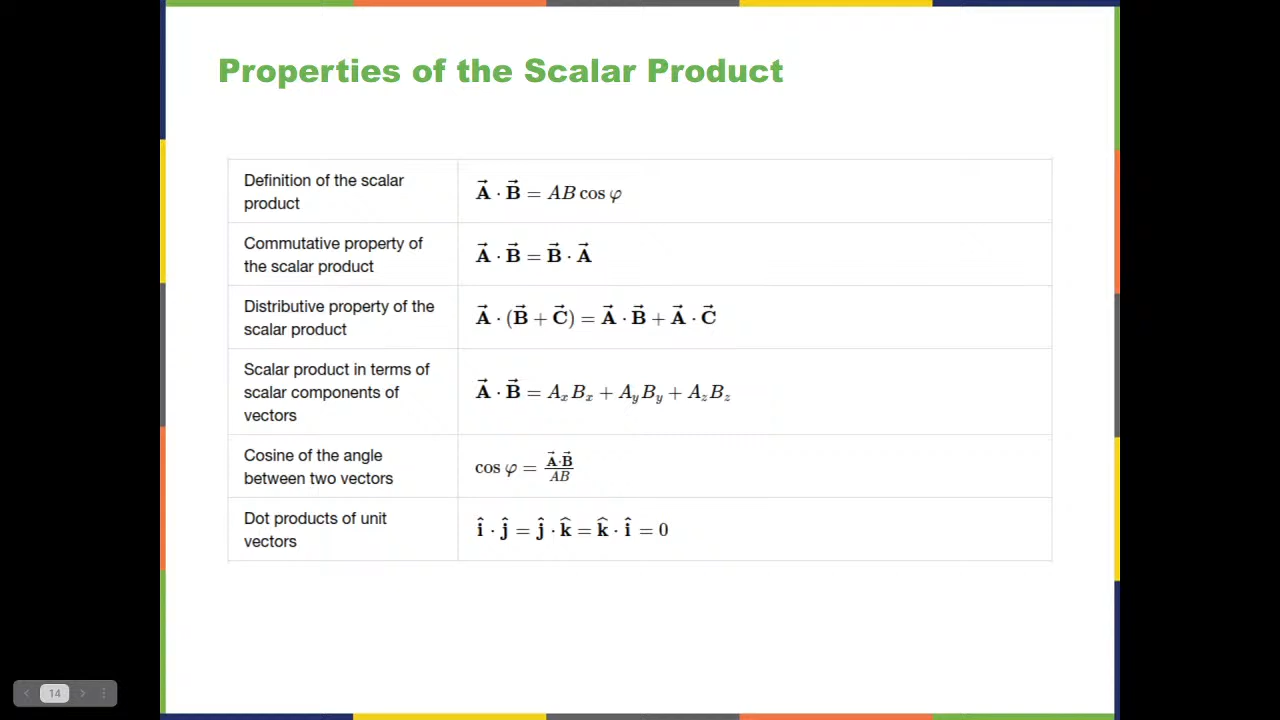 Properties of the Scalar Product
Definition of the scalar
product
A⃗ · B⃗ = AB cos φ
Commutative property of
the scalar product
A⃗ · B⃗ = B⃗ · A⃗
Distributive property of the
scalar product
A⃗ · (B⃗ + C⃗) = A⃗ · B⃗ + A⃗ · C⃗
Scalar product in terms of
scalar components of
vectors
A⃗ · B⃗ = AₓBₓ + A_yB_y + A_zB_z
Cosine of the angle
between two vectors
cos φ = A⃗·B⃗ / AB
Dot products of unit
vectors
î · ĵ = ĵ · k̂ = k̂ · î = 0
14